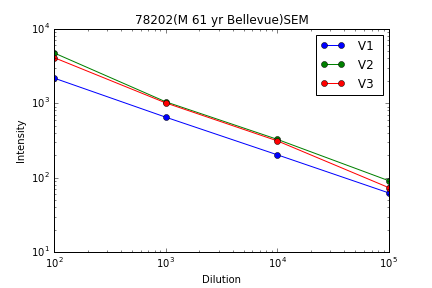 78202(M 61 yr Bellevue)SEM
10^4
10^3
10^2
10^1
Intensity
V1
V2
V3
10^2 10^3 10^4 10^5
Dilution